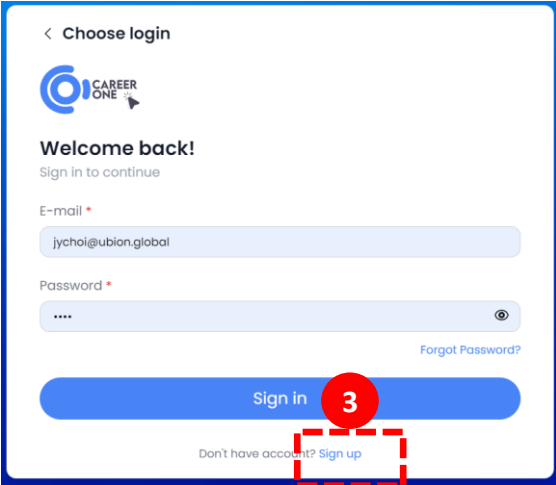 < Choose login
CAREER
ONE
Welcome back!
Sign in to continue
E-mail *
jychoi@ubion.global
Password *
••••
Forgot Password?
Sign in
3
Don't have account? Sign up